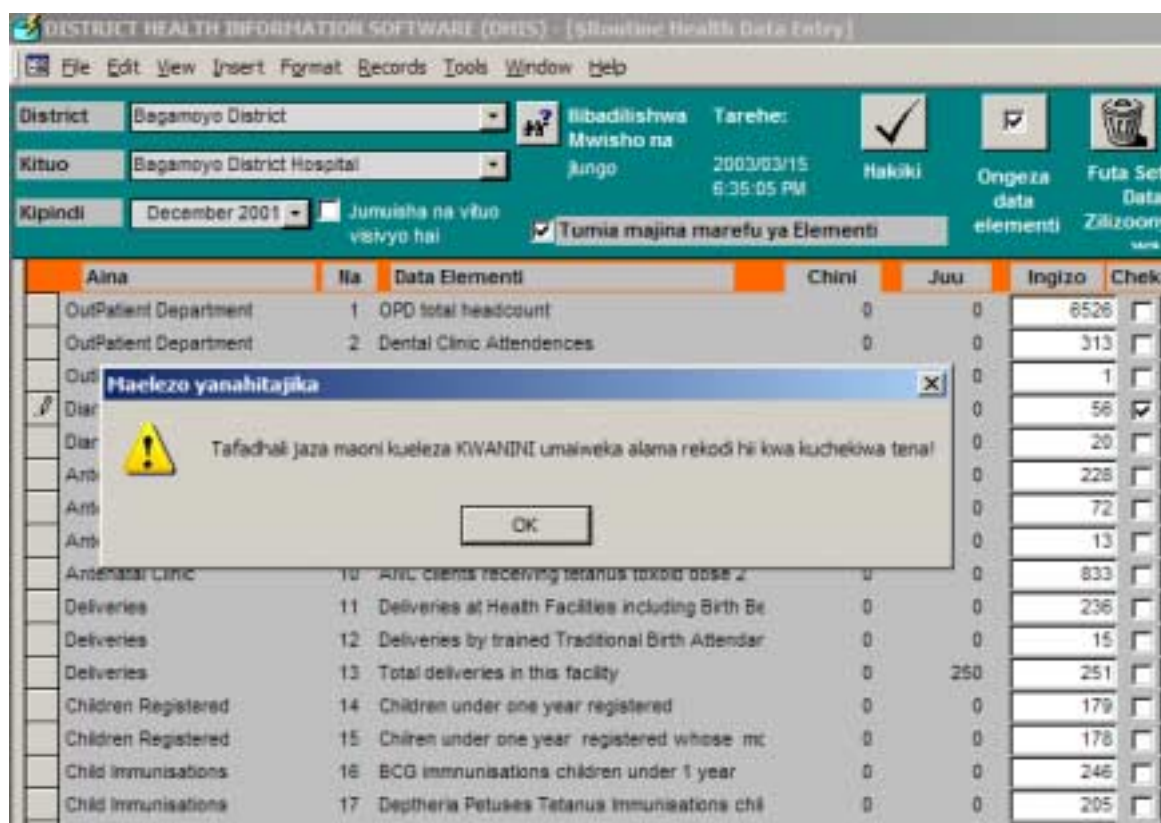 DISTRICT HEALTH INFORMATION SOFTWARE (DHIS) - [$Routine Health Data Entry]
File Edit View Insert Format Records Tools Window Help
District Bagamoyo District Ilibadilishwa Mwisho na Tarehe:
Kituo Bagamoyo District Hospital jungo 2003/03/15 6:35:05 PM Hakiki Ongeza data elementi Futa Set Data
Kipindi December 2001 Jumuisha na vituo visivyo hai Tumia majina marefu ya Elementi
Aina Na Data Elementi Chini Juu Ingizo Chek
OutPatient Department 1 OPD total headcount 0 0 6526
OutPatient Department 2 Dental Clinic Attendences 0 0 313
Out 0 1
Diar 0 56
Diar 0 20
Ante 0 228
Ante 0 72
Ante 0 13
Maelezo yanahitajika
Tafadhali jaza maoni kueleza KWANINI umaiweka alama rekodi hii kwa kuchekiwa tena!
OK
Antenatal Clinic 10 ANC clients receiving tetanus toxoid dose 2 0 0 833
Deliveries 11 Deliveries at Health Facilities including Birth Be 0 0 236
Deliveries 12 Deliveries by trained Traditional Birth Attendar 0 0 15
Deliveries 13 Total deliveries in this facility 0 250 251
Children Registered 14 Children under one year registered 0 0 179
Children Registered 15 Chilren under one year registered whose mc 0 0 178
Child Immunisations 16 BCG immnunisations children under 1 year 0 0 246
Child Immunisations 17 Deptheria Petuses Tetanus Immunisations chil 0 0 205